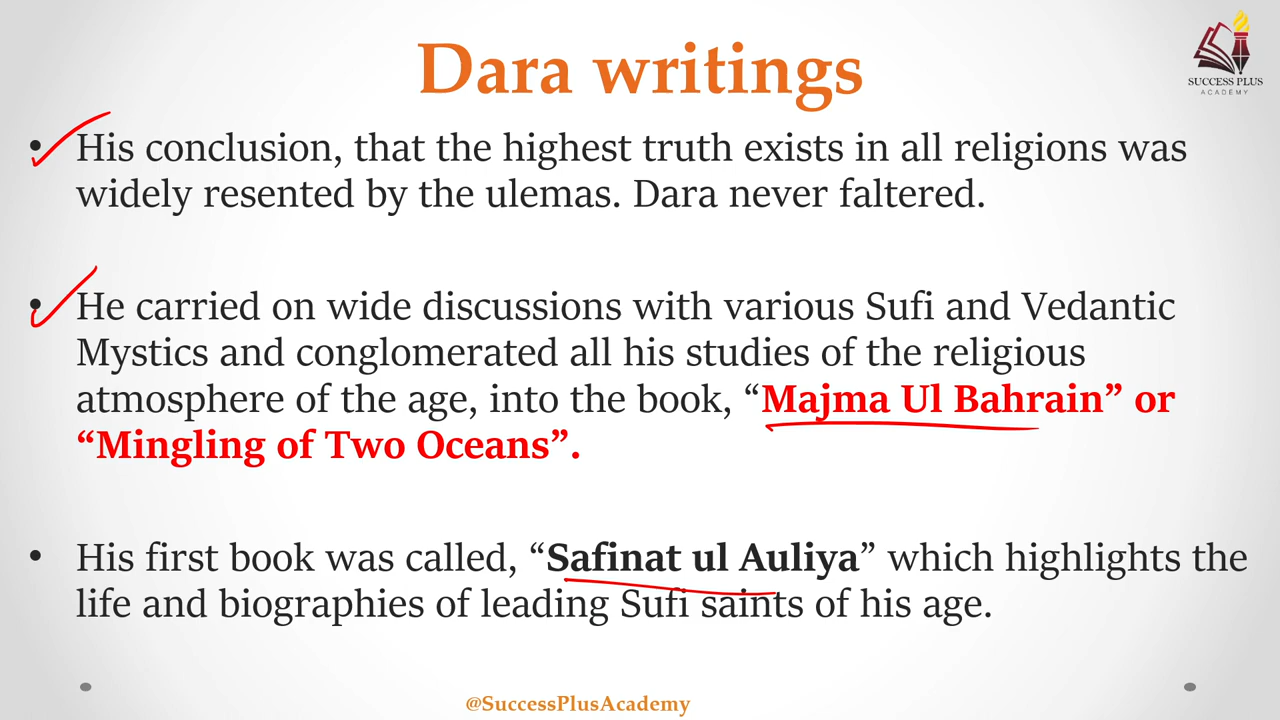 Dara writings
SUCCESS PLUS
ACADEMY
• His conclusion, that the highest truth exists in all religions was
widely resented by the ulemas. Dara never faltered.
• He carried on wide discussions with various Sufi and Vedantic
Mystics and conglomerated all his studies of the religious
atmosphere of the age, into the book, “Majma Ul Bahrain” or
“Mingling of Two Oceans”.
• His first book was called, “Safinat ul Auliya” which highlights the
life and biographies of leading Sufi saints of his age.
@SuccessPlusAcademy